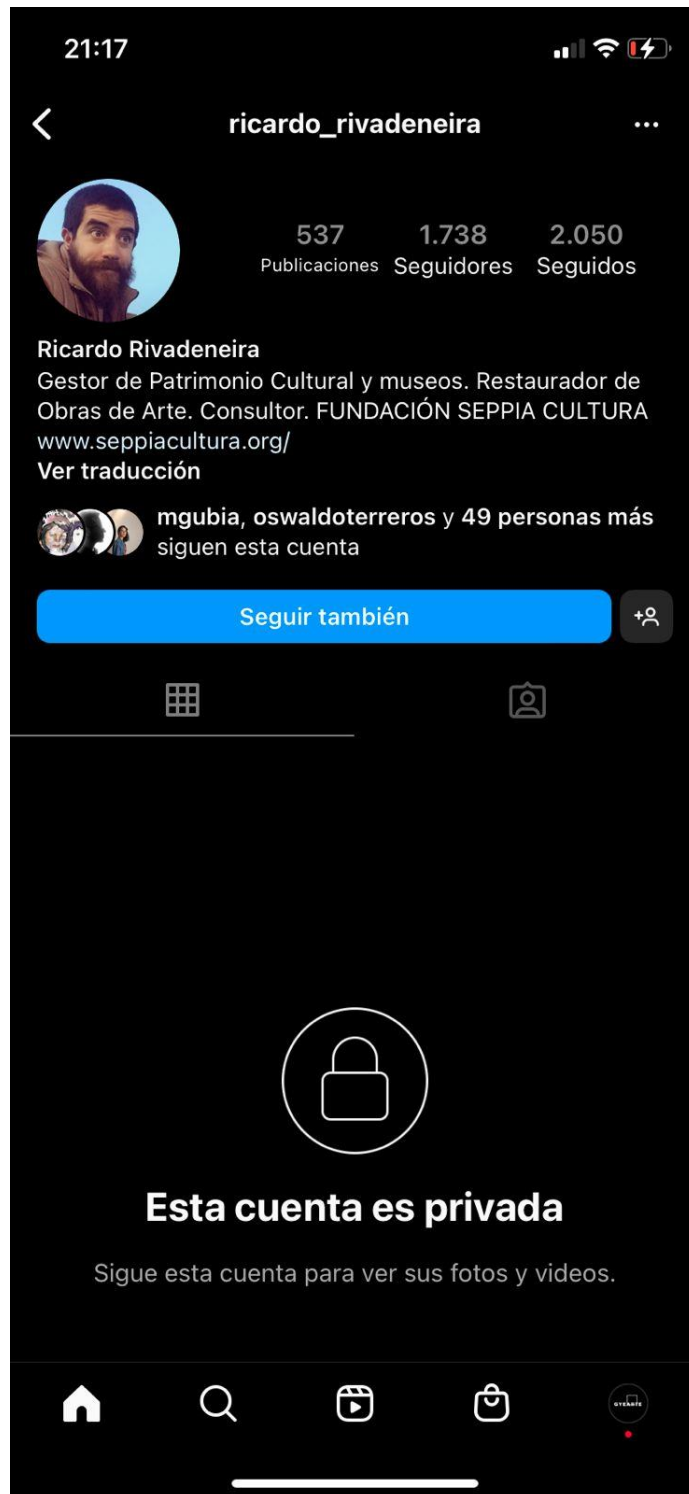 21:17
ricardo_rivadeneira
537
1.738
2.050
Publicaciones
Seguidores
Seguidos
Ricardo Rivadeneira
Gestor de Patrimonio Cultural y museos. Restaurador de
Obras de Arte. Consultor. FUNDACIÓN SEPPIA CULTURA
www.seppiacultura.org/
Ver traducción
mgubia, oswaldoterreros y 49 personas más
siguen esta cuenta
Seguir también
Esta cuenta es privada
Sigue esta cuenta para ver sus fotos y videos.
GYEARTE